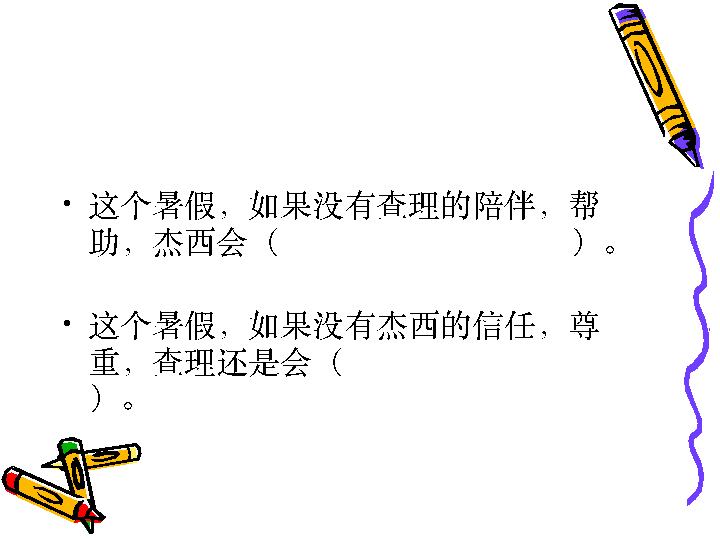 • 这个暑假，如果没有查理的陪伴，帮
助，杰西会（                  ）。
• 这个暑假，如果没有杰西的信任，尊
重，查理还是会（
）。